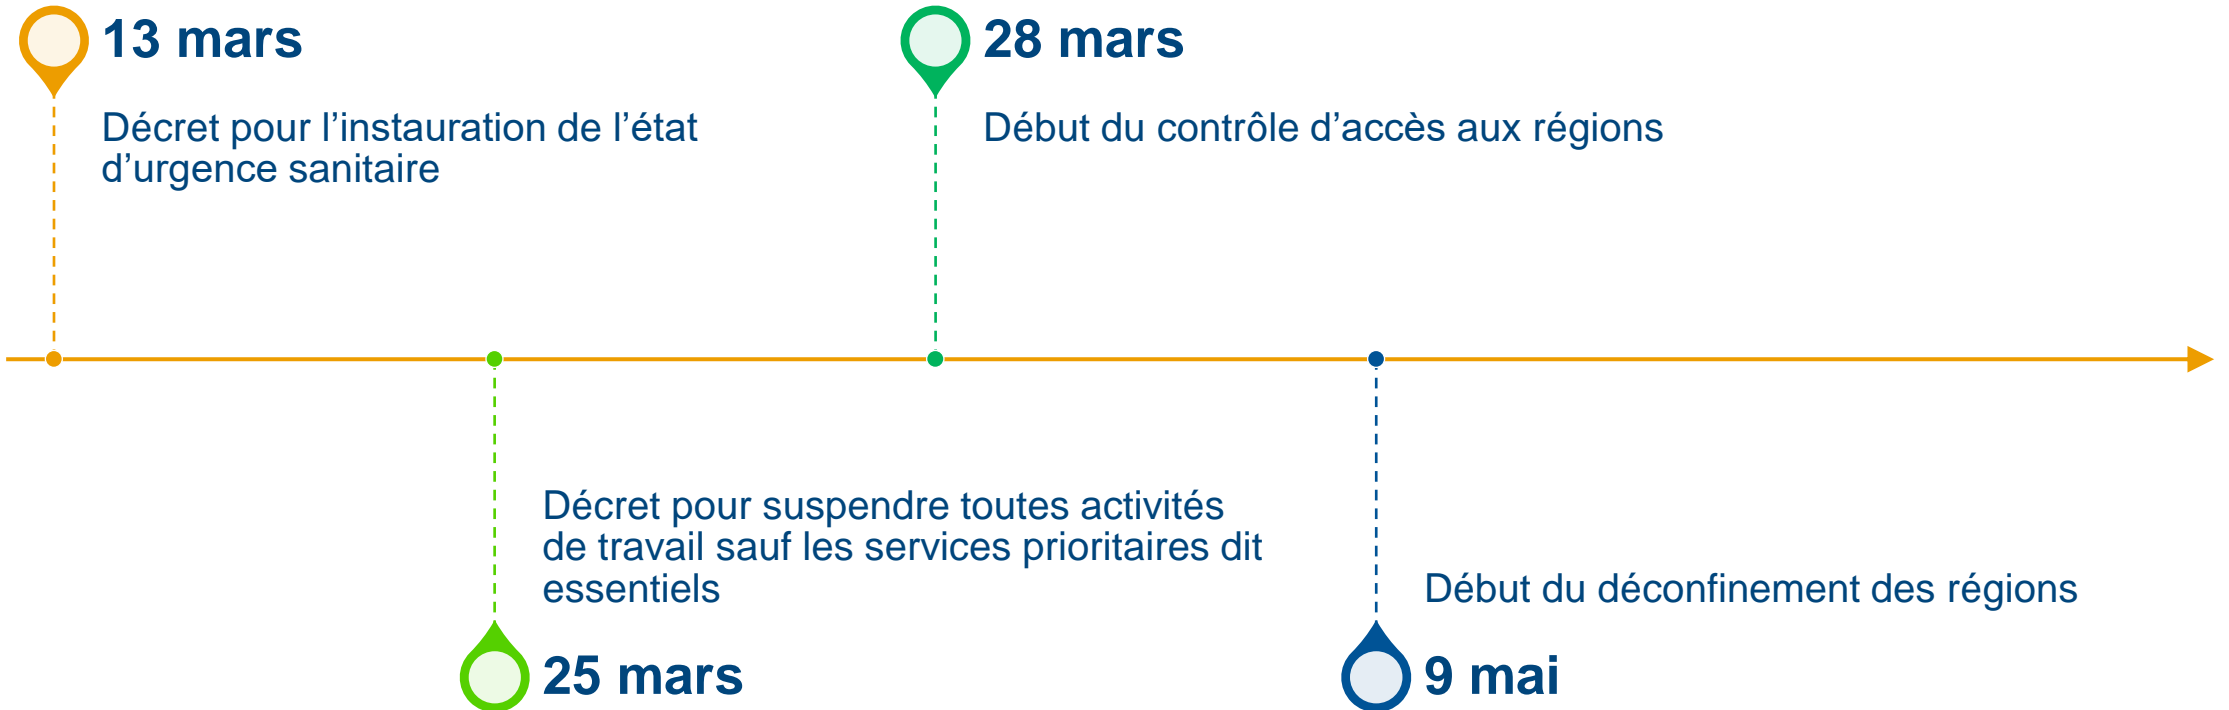 13 mars
Décret pour l’instauration de l’état
d’urgence sanitaire
28 mars
Début du contrôle d’accès aux régions
Décret pour suspendre toutes activités
de travail sauf les services prioritaires dit
essentiels
25 mars
Début du déconfinement des régions
9 mai